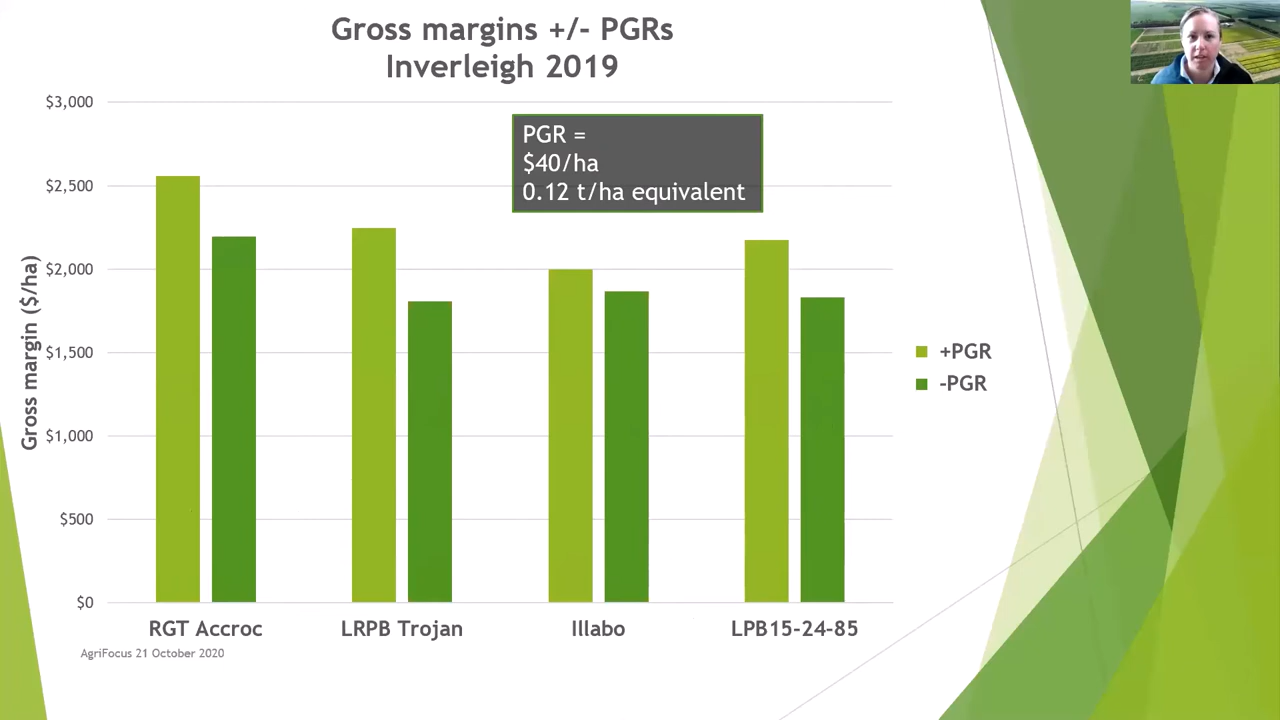 Gross margins +/- PGRs
Inverleigh 2019
$3,000
$2,500
$2,000
$1,500
$1,000
$500
$0
Gross margin ($/ha)
PGR =
$40/ha
0.12 t/ha equivalent
+PGR
-PGR
RGT Accroc
LRPB Trojan
Illabo
LPB15-24-85
AgriFocus 21 October 2020